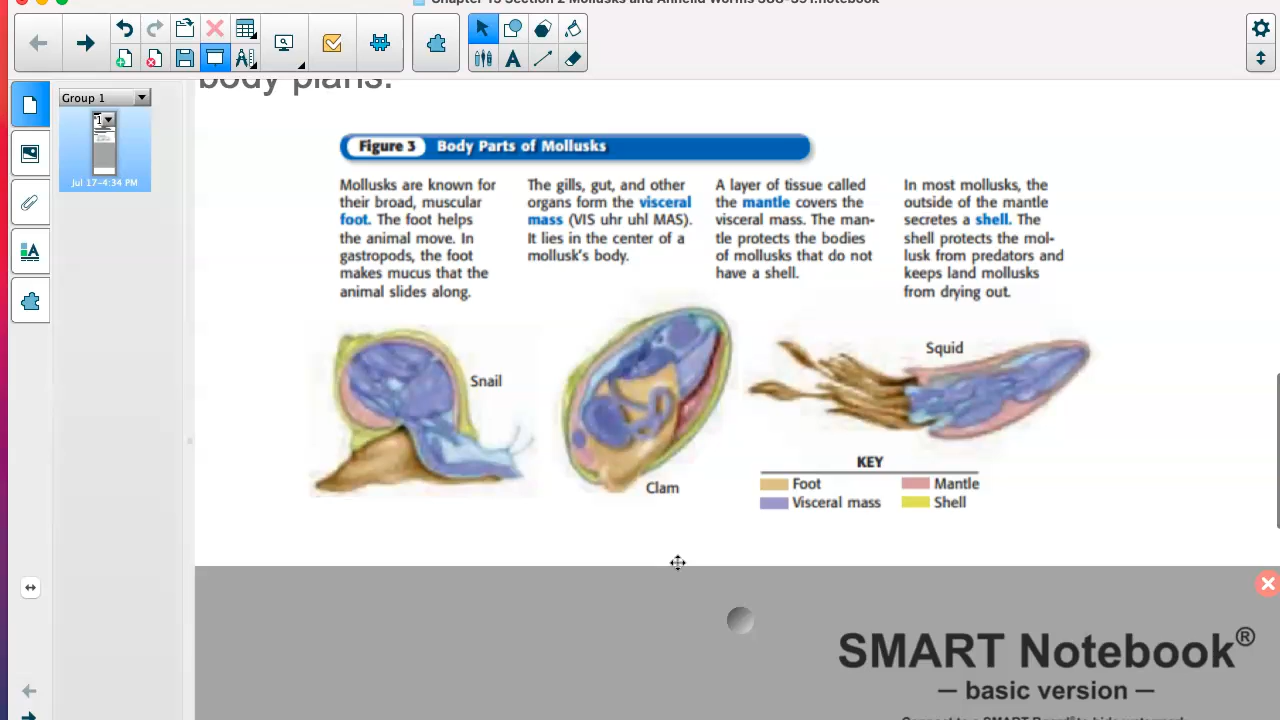 Chapter 15 Section 2 Mollusks and Annelid Worms 388-391.notebook
body plans.
Group 1
1
Jul 17-4:34 PM
Figure 3 Body Parts of Mollusks
Mollusks are known for
their broad, muscular
foot. The foot helps
the animal move. In
gastropods, the foot
makes mucus that the
animal slides along.
The gills, gut, and other
organs form the visceral
mass (VIS uhr uhl MAS).
It lies in the center of a
mollusk's body.
A layer of tissue called
the mantle covers the
visceral mass. The man-
tle protects the bodies
of mollusks that do not
have a shell.
In most mollusks, the
outside of the mantle
secretes a shell. The
shell protects the mol-
lusk from predators and
keeps land mollusks
from drying out.
Snail
Clam
Squid
KEY
Foot
Mantle
Visceral mass
Shell
SMART Notebook®
— basic version —